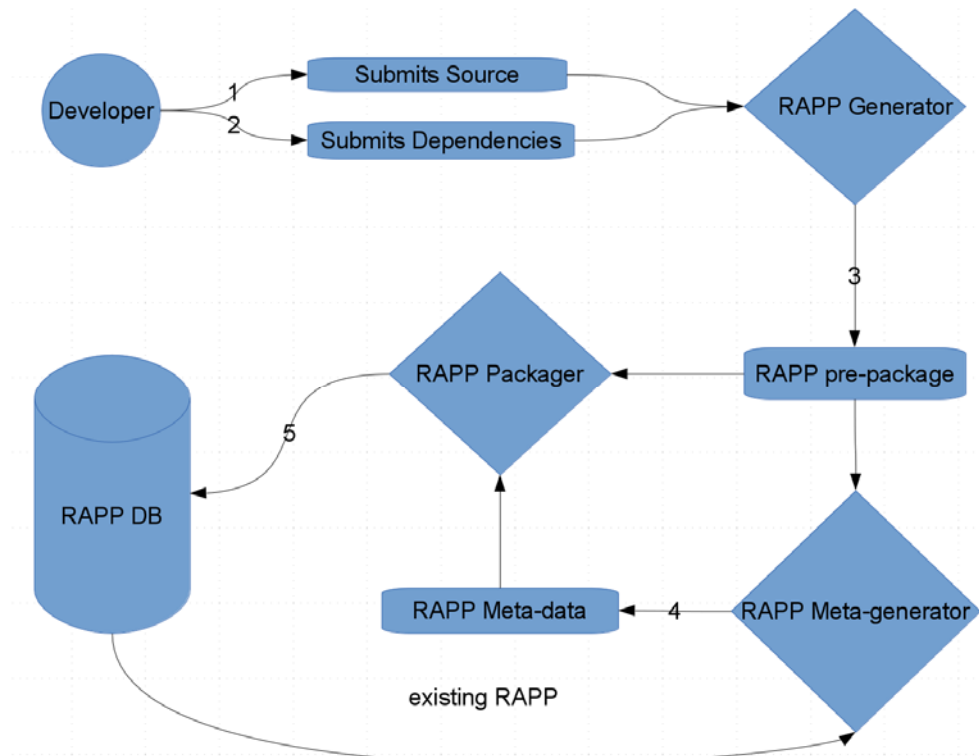 Developer
1
Submits Source
2
Submits Dependencies
RAPP Generator
3
RAPP pre-package
RAPP Packager
5
RAPP DB
RAPP Meta-generator
4
RAPP Meta-data
existing RAPP